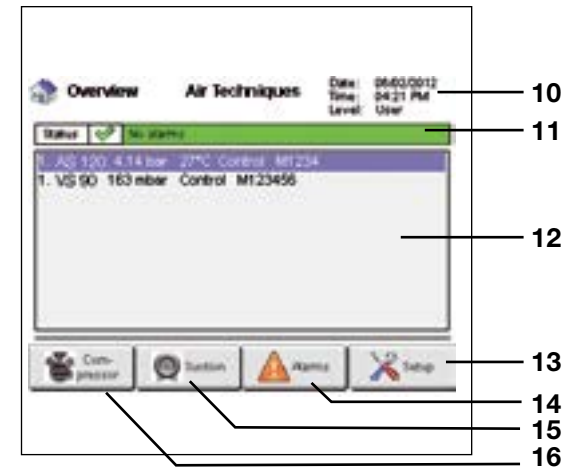 Overview Air Techniques Date: 06/02/2012
Time: 04:21 PM
Level: User
10
Status No alarms
11
1. AS 120 4.14 bar 27°C Control M1234
1. VS 90 163 mbar Control M123456
12
Com-
pressor
Suction
Alarms
Setup
13
14
15
16